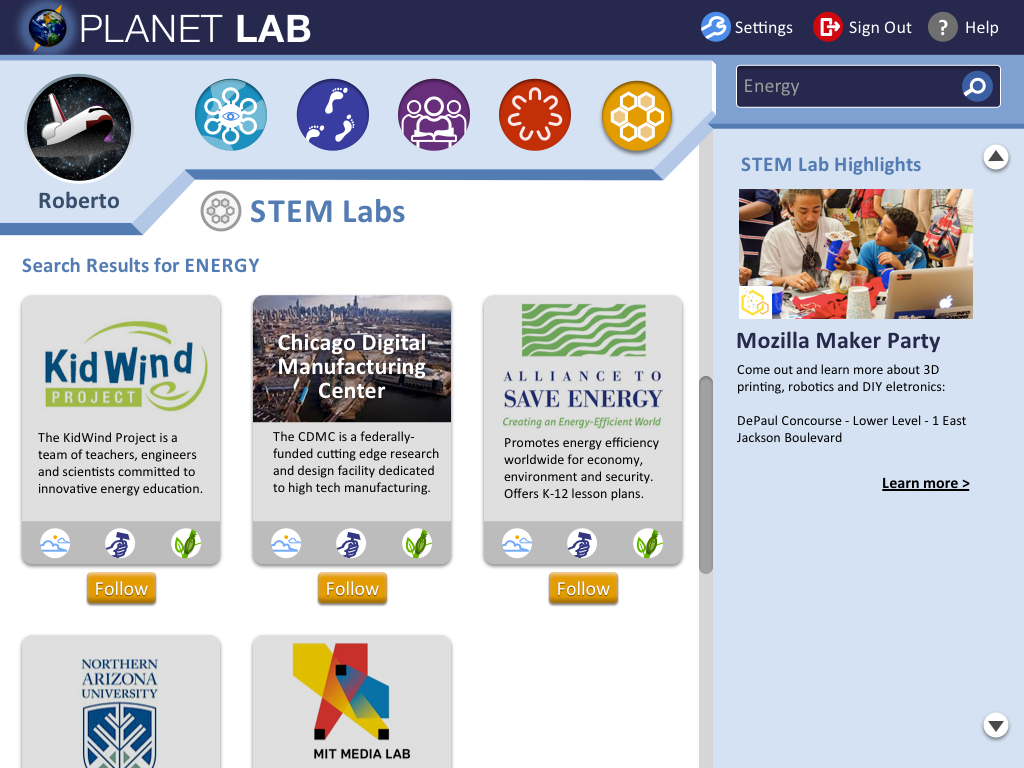 PLANET LAB
Settings
Sign Out
? Help
Energy
Roberto
STEM Labs
Search Results for ENERGY
KidWind
PROJECT
The KidWind Project is a
team of teachers, engineers
and scientists committed to
innovative energy education.
Follow
Chicago Digital
Manufacturing
Center
The CDMC is a federally-
funded cutting edge research
and design facility dedicated
to high tech manufacturing.
Follow
ALLIANCE TO
SAVE ENERGY
Creating an Energy-Efficient World
Promotes energy efficiency
worldwide for economy,
environment and security.
Offers K-12 lesson plans.
Follow
NORTHERN
ARIZONA
UNIVERSITY
MIT MEDIA LAB
STEM Lab Highlights
Mozilla Maker Party
Come out and learn more about 3D
printing, robotics and DIY eletronics:
DePaul Concourse - Lower Level - 1 East
Jackson Boulevard
Learn more >